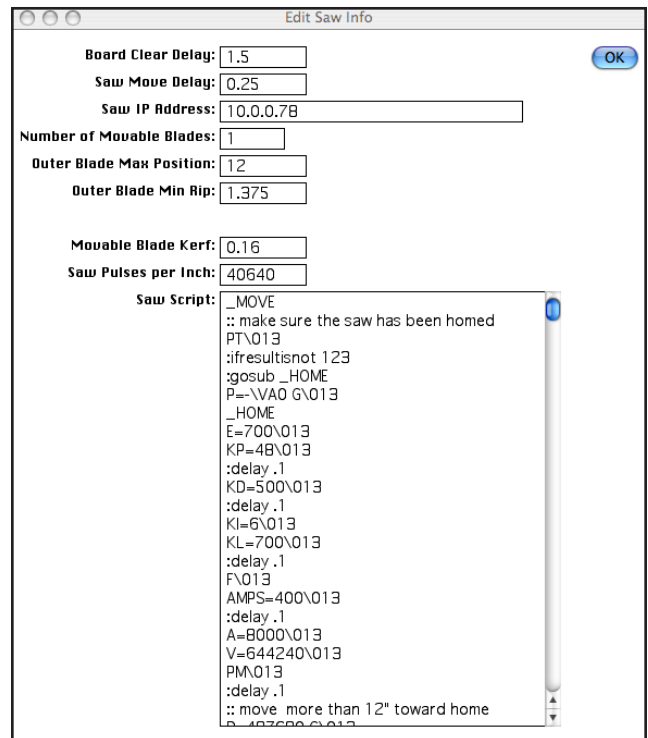 Edit Saw Info
Board Clear Delay: 1.5
OK
Saw Move Delay: 0.25
Saw IP Address: 10.0.0.78
Number of Movable Blades: 1
Outer Blade Max Position: 12
Outer Blade Min Rip: 1.375
Movable Blade Kerf: 0.16
Saw Pulses per Inch: 40640
Saw Script: _MOVE
:: make sure the saw has been homed
PT\013
:ifresultisnot 123
:gosub _HOME
P=-\VA0 G\013
_HOME
E=700\013
KP=48\013
:delay .1
KD=500\013
:delay .1
KI=6\013
KL=700\013
:delay .1
F\013
AMPS=400\013
:delay .1
A=8000\013
V=644240\013
PM\013
:delay .1
:: move  more than 12" toward home